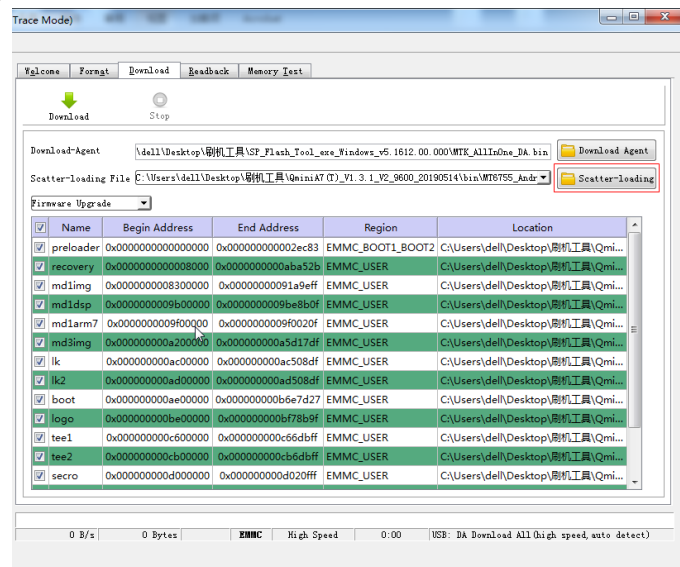 Trace Mode)
Welcome Format Download Readback Memory Test
Download Stop
Download-Agent \dell\Desktop\刷机工具\SP_Flash_Tool_exe_Windows_v5.1612.00.000\MTK_AllInOne_DA.bin Download Agent
Scatter-loading File C:\Users\dell\Desktop\刷机工具\QminiA7(T)_V1.3.1_V2_9600_20190514\bin\MT6755_Andr Scatter-loading
Firmware Upgrade
Name Begin Address End Address Region Location
preloader 0x0000000000000000 0x000000000002ec83 EMMC_BOOT1_BOOT2 C:\Users\dell\Desktop\刷机工具\Qmi...
recovery 0x0000000000008000 0x0000000000aba52b EMMC_USER C:\Users\dell\Desktop\刷机工具\Qmi...
md1img 0x0000000008300000 0x00000000091a9eff EMMC_USER C:\Users\dell\Desktop\刷机工具\Qmi...
md1dsp 0x0000000009b00000 0x0000000009be8b0f EMMC_USER C:\Users\dell\Desktop\刷机工具\Qmi...
md1arm7 0x0000000009f00000 0x0000000009f0020f EMMC_USER C:\Users\dell\Desktop\刷机工具\Qmi...
md3img 0x000000000a200000 0x000000000a5d17df EMMC_USER C:\Users\dell\Desktop\刷机工具\Qmi...
lk 0x000000000ac00000 0x000000000ac508df EMMC_USER C:\Users\dell\Desktop\刷机工具\Qmi...
lk2 0x000000000ad00000 0x000000000ad508df EMMC_USER C:\Users\dell\Desktop\刷机工具\Qmi...
boot 0x000000000ae00000 0x000000000b6e7d27 EMMC_USER C:\Users\dell\Desktop\刷机工具\Qmi...
logo 0x000000000be00000 0x000000000bf78b9f EMMC_USER C:\Users\dell\Desktop\刷机工具\Qmi...
tee1 0x000000000c600000 0x000000000c66dbff EMMC_USER C:\Users\dell\Desktop\刷机工具\Qmi...
tee2 0x000000000cb00000 0x000000000cb6dbff EMMC_USER C:\Users\dell\Desktop\刷机工具\Qmi...
secro 0x000000000d000000 0x000000000d020fff EMMC_USER C:\Users\dell\Desktop\刷机工具\Qmi...
0 B/s 0 Bytes EMMC High Speed 0:00 USB: DA Download All(high speed,auto detect)